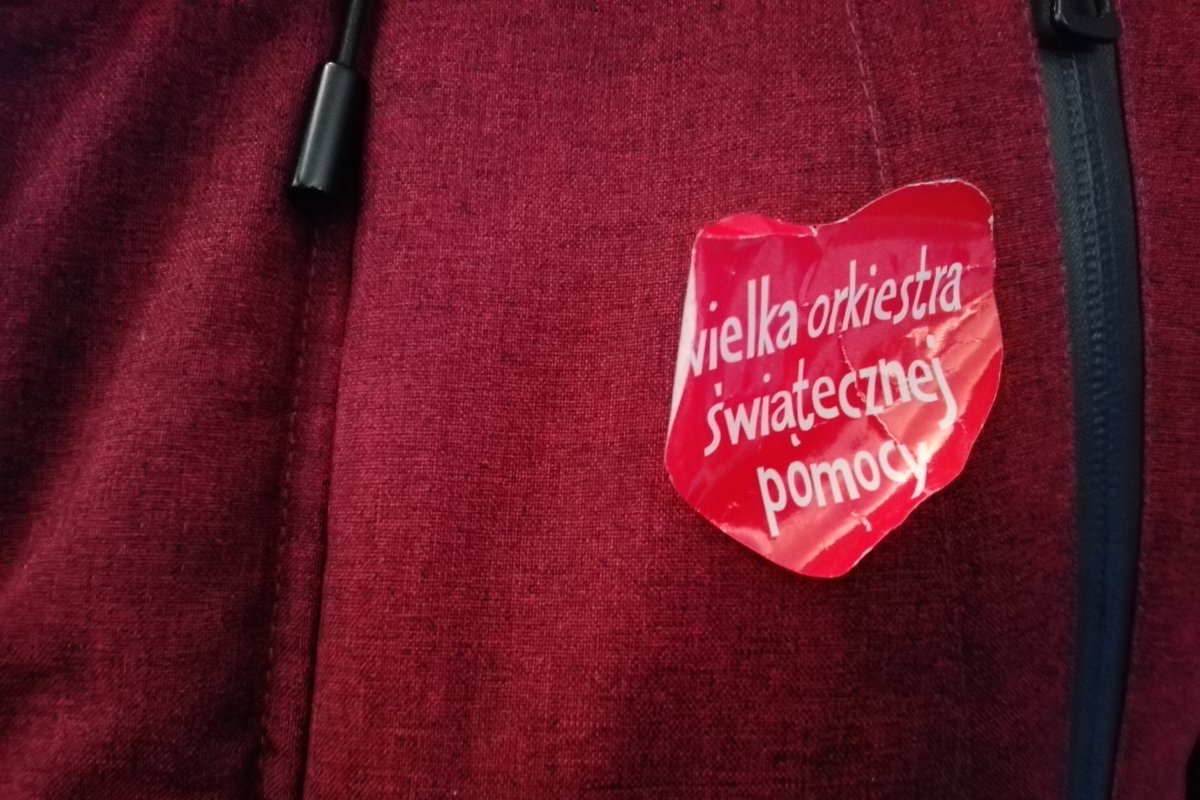 wielka orkiestra
świątecznej
pomocy